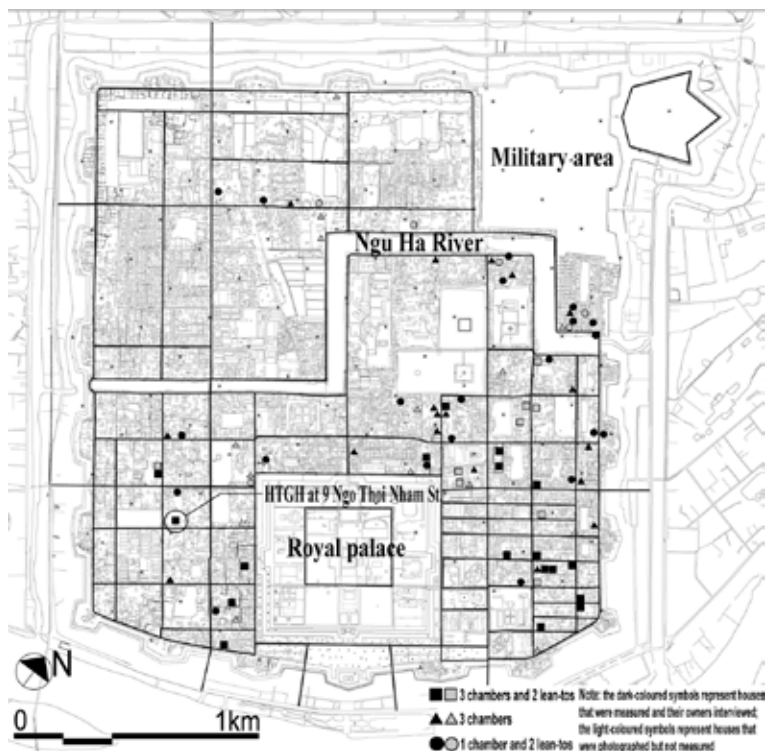 Military area
Ngu Ha River
HTGH at 9 Ngo Thoi Nham St.
Royal palace
N
0 1km
3 chambers and 2 lean-tos
3 chambers
1 chamber and 2 lean-tos
Note: the dark-coloured symbols represent houses
that were measured and their owners interviewed;
the light-coloured symbols represent houses that
were photographed but not measured.